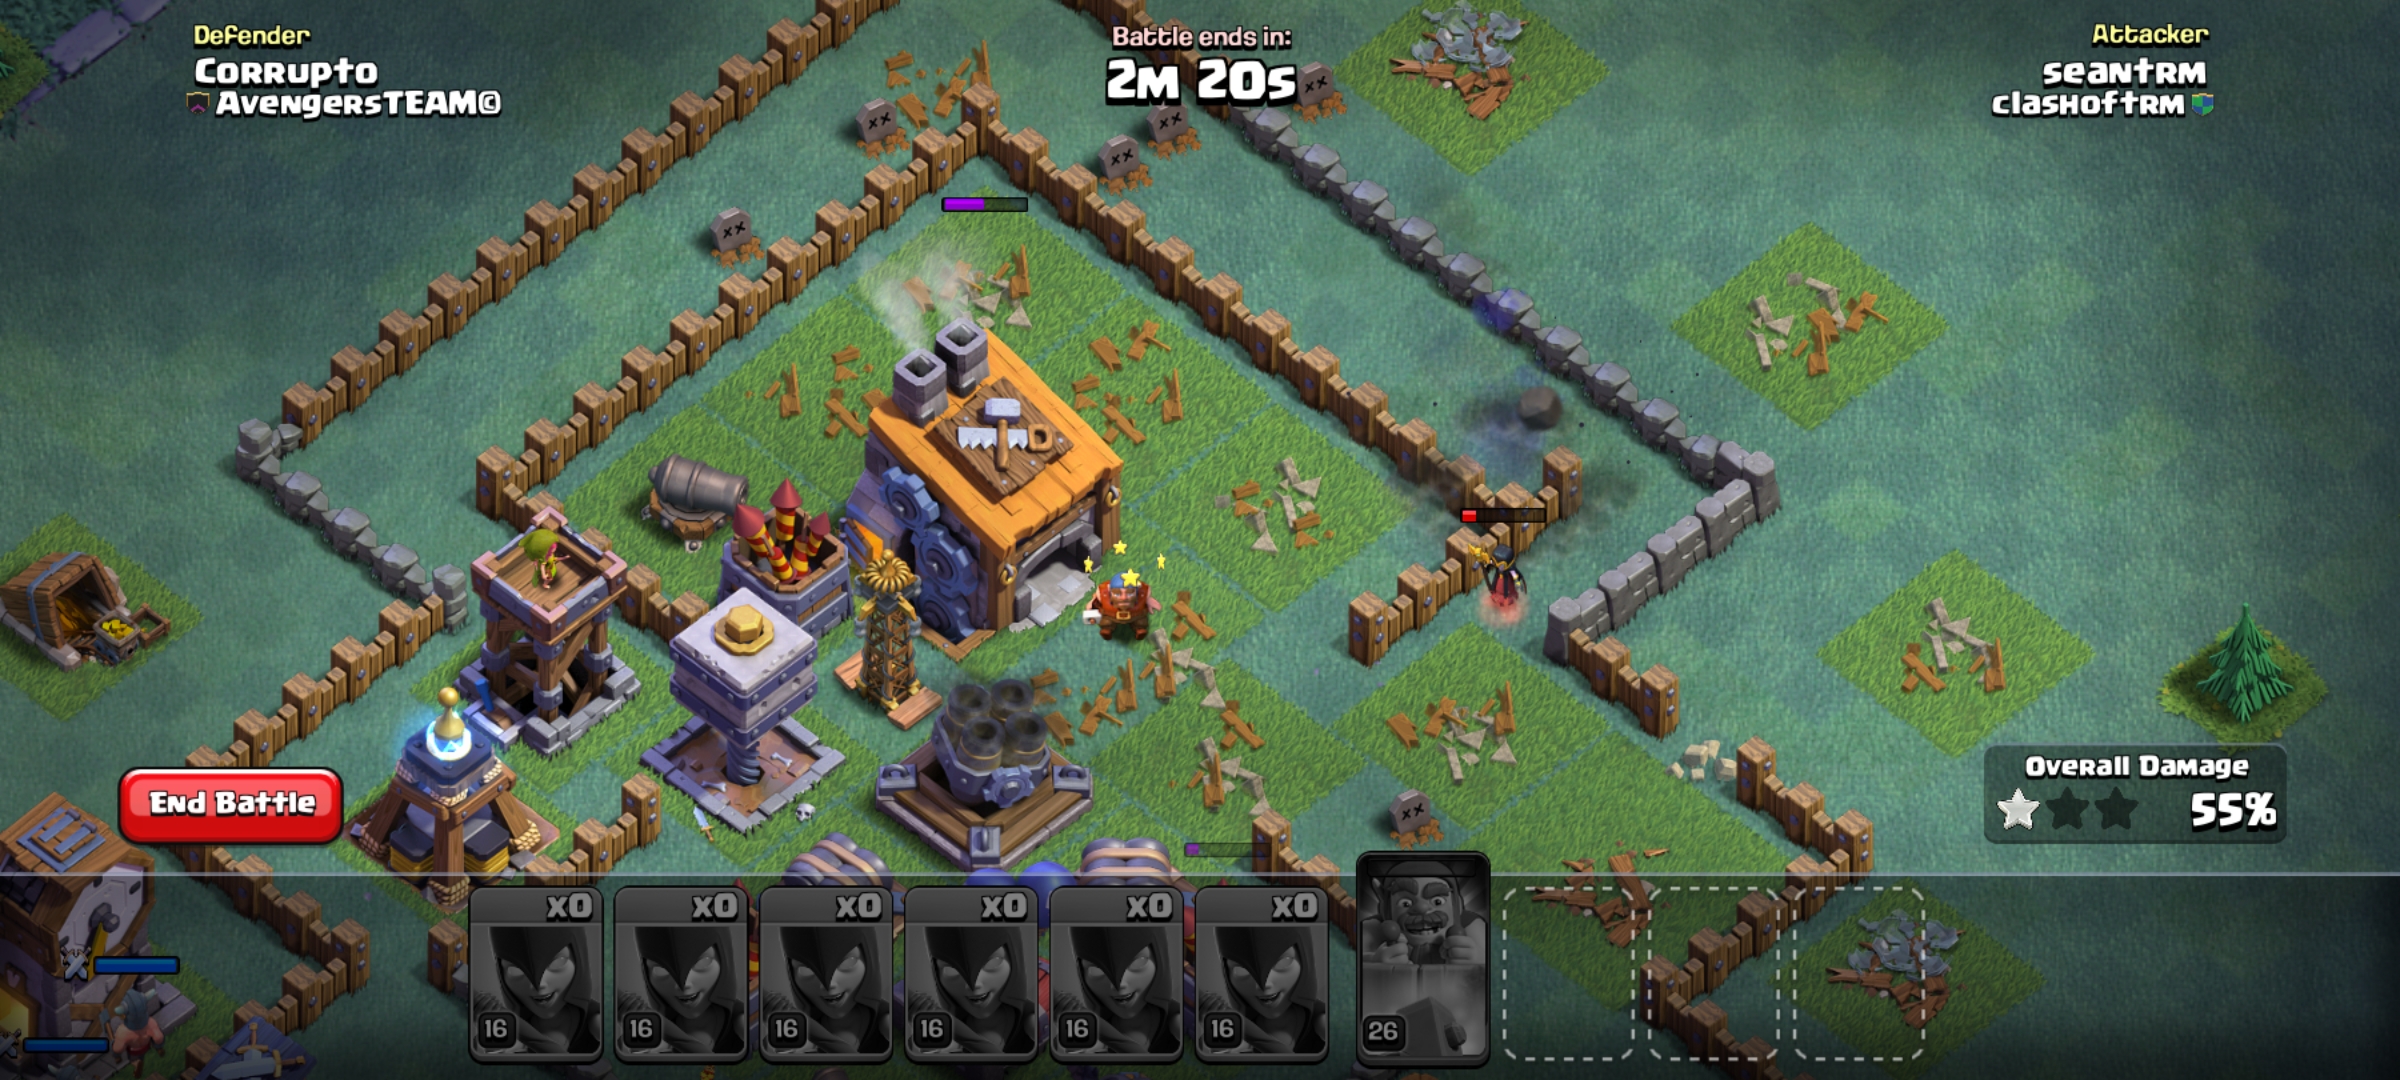 Defender
Corrupto
AvengersTEAM©
Battle ends in:
2M 20s
Attacker
seantRM
clashoftRM
End Battle
Overall Damage
55%
x0
x0
x0
x0
x0
x0
16
16
16
16
16
16
26